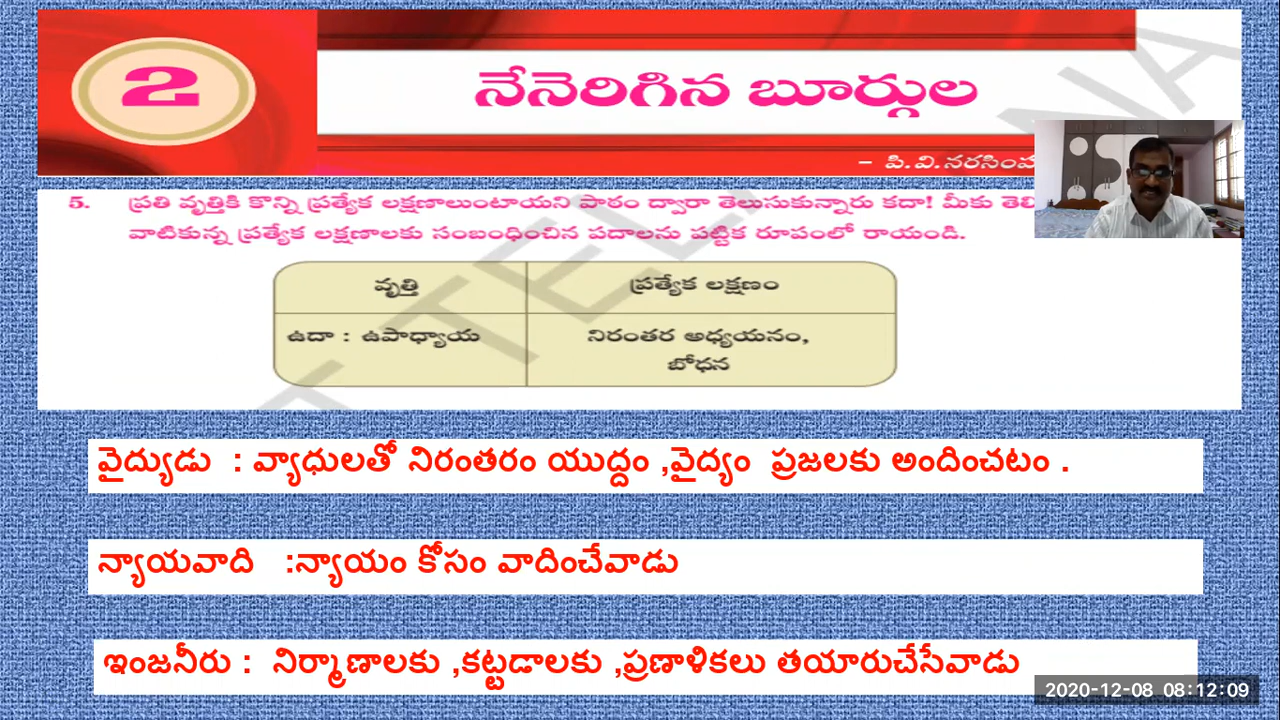 2
నేనెరిగిన బూర్గుల
– పి.వి.నరసింహ
5. ప్రతి వృత్తికి కొన్ని ప్రత్యేక లక్షణాలుంటాయని పాఠం ద్వారా తెలుసుకున్నారు కదా! మీకు
వాటికున్న ప్రత్యేక లక్షణాలకు సంబంధించిన పదాలను పట్టిక రూపంలో రాయండి.
వృత్తి ప్రత్యేక లక్షణం
ఉదా : ఉపాధ్యాయ నిరంతర అధ్యయనం,
బోధన
వైద్యుడు : వ్యాధులతో నిరంతరం యుద్దం ,వైద్యం ప్రజలకు అందించటం .
న్యాయవాది :న్యాయం కోసం వాదించేవాడు
ఇంజనీరు : నిర్మాణాలకు ,కట్టడాలకు ,ప్రణాళికలు తయారుచేసేవాడు
2020-12-08 08:12:09